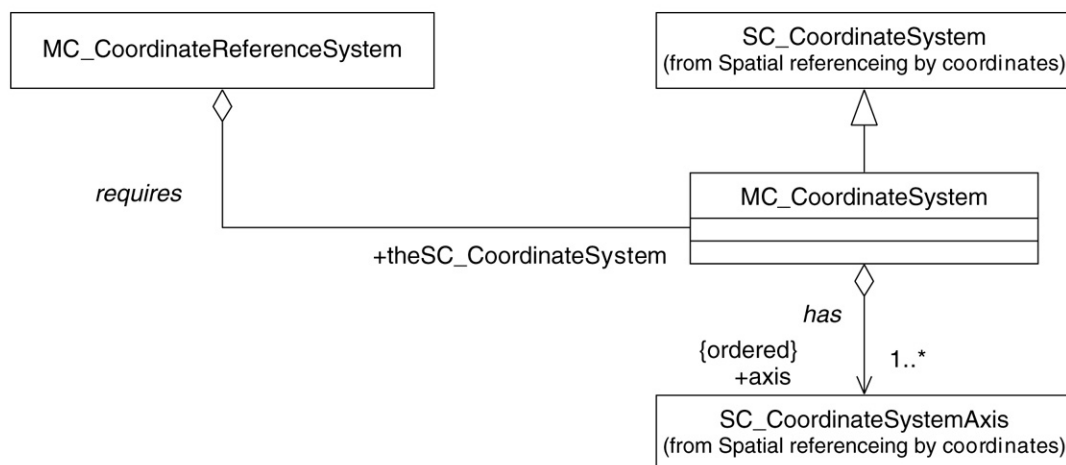 MC_CoordinateReferenceSystem
SC_CoordinateSystem
(from Spatial referenceing by coordinates)
requires
MC_CoordinateSystem
+theSC_CoordinateSystem
has
{ordered}
+axis
1..*
SC_CoordinateSystemAxis
(from Spatial referenceing by coordinates)